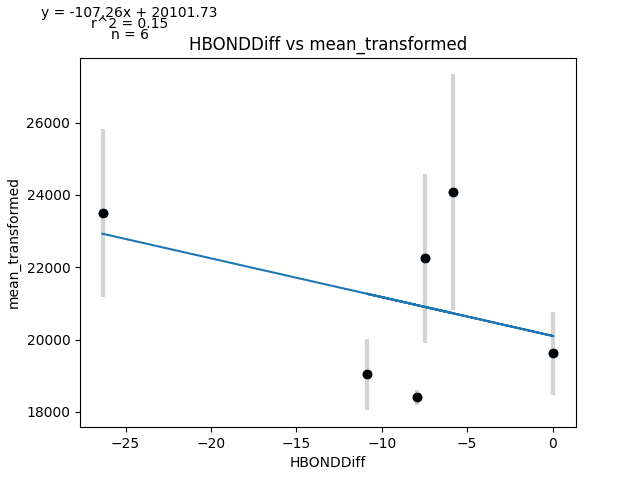 y = -107.26x + 20101.73
r^2 = 0.15
n = 6
HBONDDiff vs mean_transformed
26000
24000
22000
20000
18000
mean_transformed
−25
−20
−15
−10
−5
0
HBONDDiff